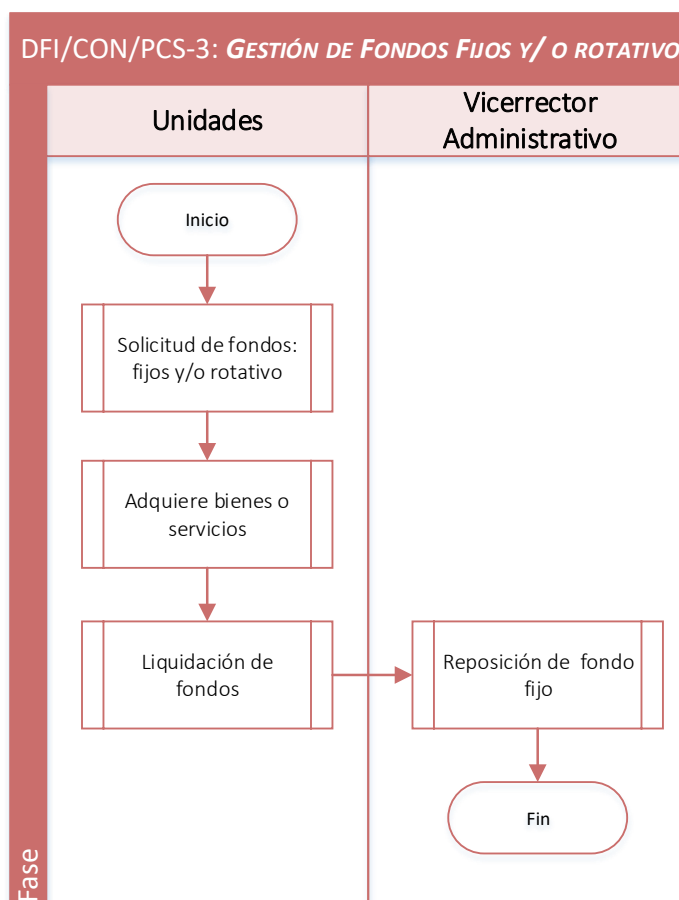 DFI/CON/PCS-3: GESTIÓN DE FONDOS FIJOS Y/ O ROTATIVO
Unidades
Vicerrector
Administrativo
Inicio
Solicitud de fondos:
fijos y/o rotativo
Adquiere bienes o
servicios
Liquidación de
fondos
Reposición de fondo
fijo
Fin
Fase